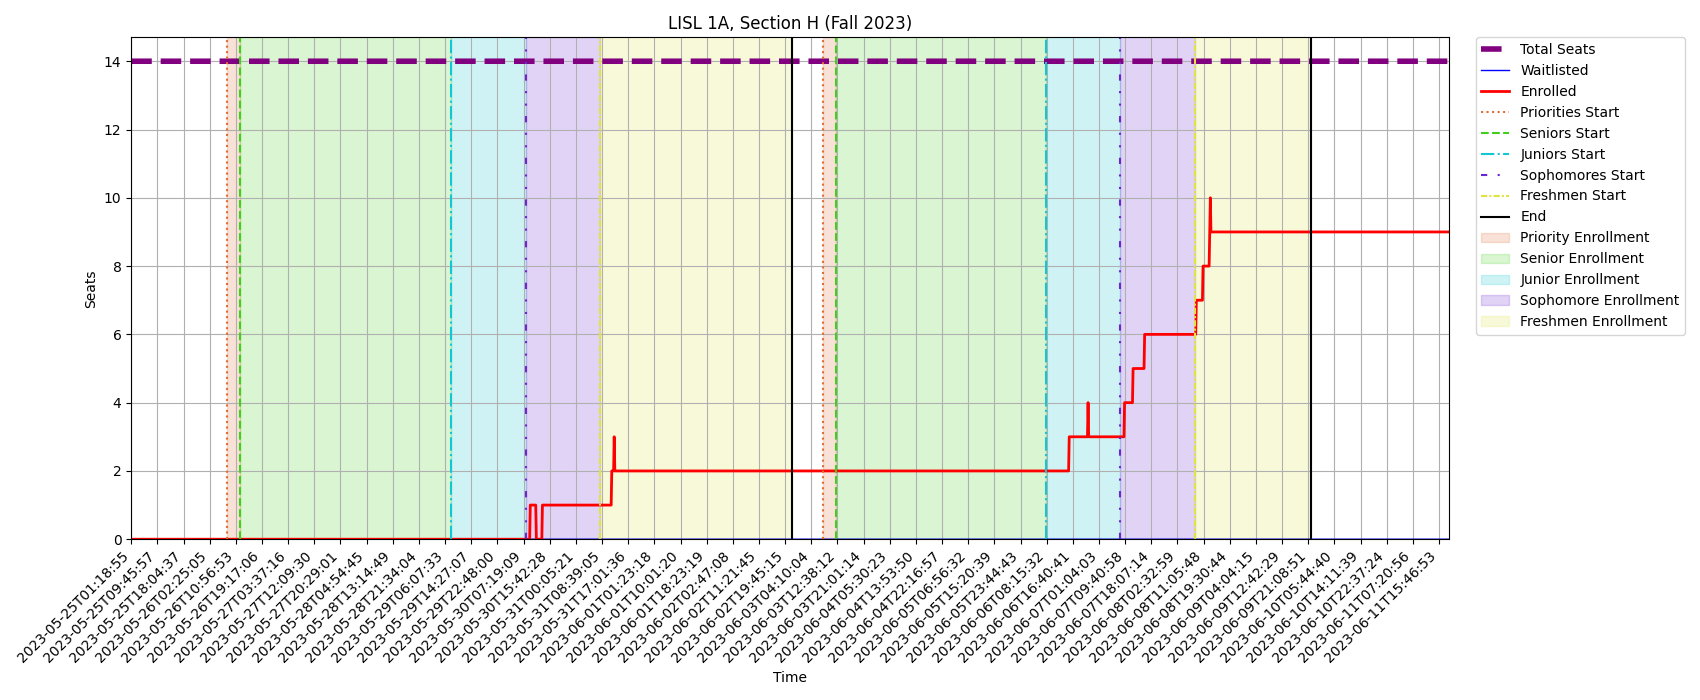 LISL 1A, Section H (Fall 2023)
Seats
14
12
10
8
6
4
2
0
2023-05-25T01:18:55
2023-05-25T09:45:57
2023-05-25T18:04:37
2023-05-26T02:25:05
2023-05-26T10:56:53
2023-05-26T19:17:06
2023-05-27T03:37:16
2023-05-27T12:09:30
2023-05-27T20:29:01
2023-05-28T04:54:45
2023-05-28T13:14:49
2023-05-28T21:34:04
2023-05-29T06:07:33
2023-05-29T14:27:07
2023-05-29T22:48:00
2023-05-30T07:19:09
2023-05-30T15:42:28
2023-05-31T00:05:21
2023-05-31T08:39:05
2023-05-31T17:01:36
2023-06-01T01:23:18
2023-06-01T10:01:20
2023-06-01T18:23:19
2023-06-02T02:47:08
2023-06-02T11:21:45
2023-06-02T19:45:15
2023-06-03T04:10:04
2023-06-03T12:38:12
2023-06-03T21:01:14
2023-06-04T05:30:23
2023-06-04T13:53:50
2023-06-04T22:16:57
2023-06-05T06:56:32
2023-06-05T15:20:39
2023-06-05T23:44:43
2023-06-06T08:15:32
2023-06-06T16:40:41
2023-06-07T01:04:03
2023-06-07T09:40:58
2023-06-07T18:07:14
2023-06-08T02:32:59
2023-06-08T11:05:48
2023-06-08T19:30:44
2023-06-09T04:04:15
2023-06-09T12:42:29
2023-06-09T21:08:51
2023-06-10T05:44:40
2023-06-10T14:11:39
2023-06-10T22:37:24
2023-06-11T07:20:56
2023-06-11T15:46:53
Time
Total Seats
Waitlisted
Enrolled
Priorities Start
Seniors Start
Juniors Start
Sophomores Start
Freshmen Start
End
Priority Enrollment
Senior Enrollment
Junior Enrollment
Sophomore Enrollment
Freshmen Enrollment